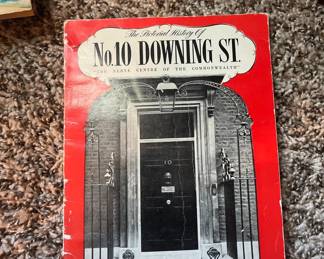 The Pictorial History Of
No. 10 DOWNING ST.
"THE NERVE CENTRE OF THE COMMONWEALTH"
10